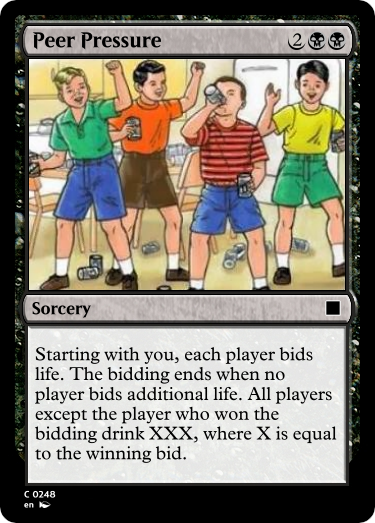 Peer Pressure 2
Sorcery
Starting with you, each player bids
life. The bidding ends when no
player bids additional life. All players
except the player who won the
bidding drink XXX, where X is equal
to the winning bid.
C 0248
en